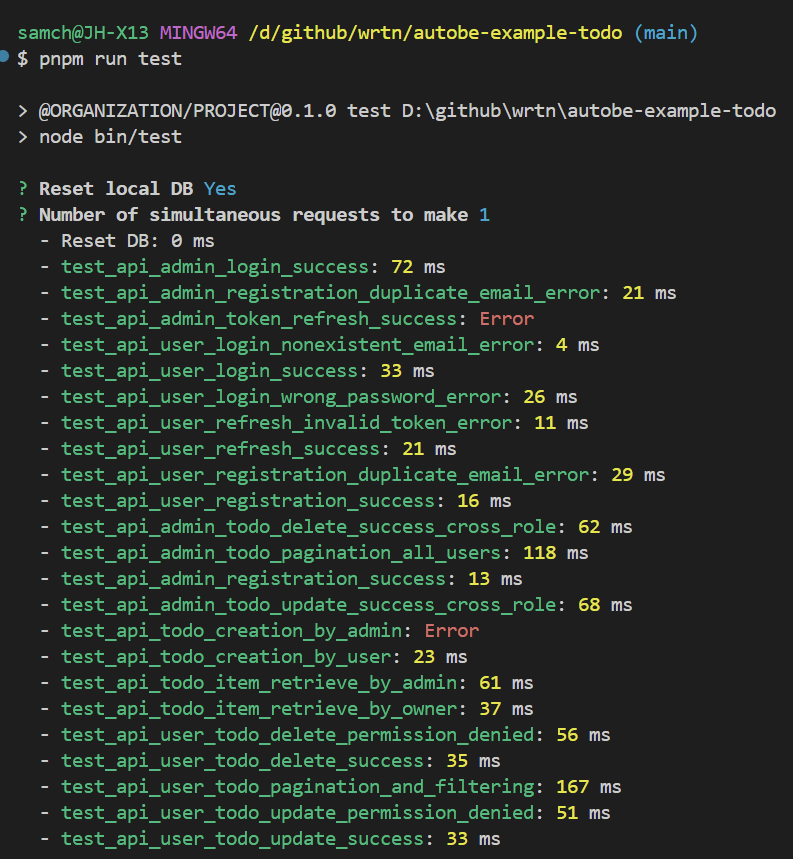 samch@JH-X13 MINGW64 /d/github/wrtn/autobe-example-todo (main)
$ pnpm run test
> @ORGANIZATION/PROJECT@0.1.0 test D:\github\wrtn\autobe-example-todo
> node bin/test
? Reset local DB Yes
? Number of simultaneous requests to make 1
- Reset DB: 0 ms
- test_api_admin_login_success: 72 ms
- test_api_admin_registration_duplicate_email_error: 21 ms
- test_api_admin_token_refresh_success: Error
- test_api_user_login_nonexistent_email_error: 4 ms
- test_api_user_login_success: 33 ms
- test_api_user_login_wrong_password_error: 26 ms
- test_api_user_refresh_invalid_token_error: 11 ms
- test_api_user_refresh_success: 21 ms
- test_api_user_registration_duplicate_email_error: 29 ms
- test_api_user_registration_success: 16 ms
- test_api_admin_todo_delete_success_cross_role: 62 ms
- test_api_admin_todo_pagination_all_users: 118 ms
- test_api_admin_registration_success: 13 ms
- test_api_admin_todo_update_success_cross_role: 68 ms
- test_api_todo_creation_by_admin: Error
- test_api_todo_creation_by_user: 23 ms
- test_api_todo_item_retrieve_by_admin: 61 ms
- test_api_todo_item_retrieve_by_owner: 37 ms
- test_api_user_todo_delete_permission_denied: 56 ms
- test_api_user_todo_delete_success: 35 ms
- test_api_user_todo_pagination_and_filtering: 167 ms
- test_api_user_todo_update_permission_denied: 51 ms
- test_api_user_todo_update_success: 33 ms